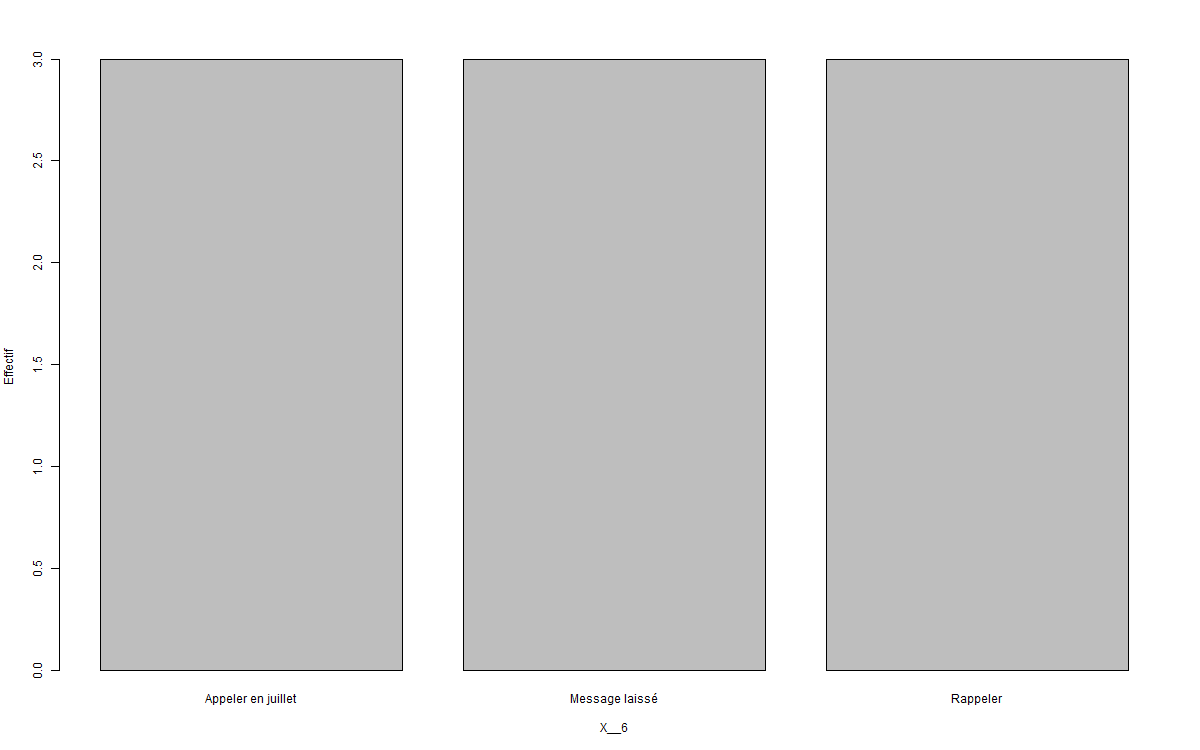 3.0
2.5
2.0
1.5
1.0
0.5
0.0
Effectif
Appeler en juillet
Message laissé
Rappeler
X__6